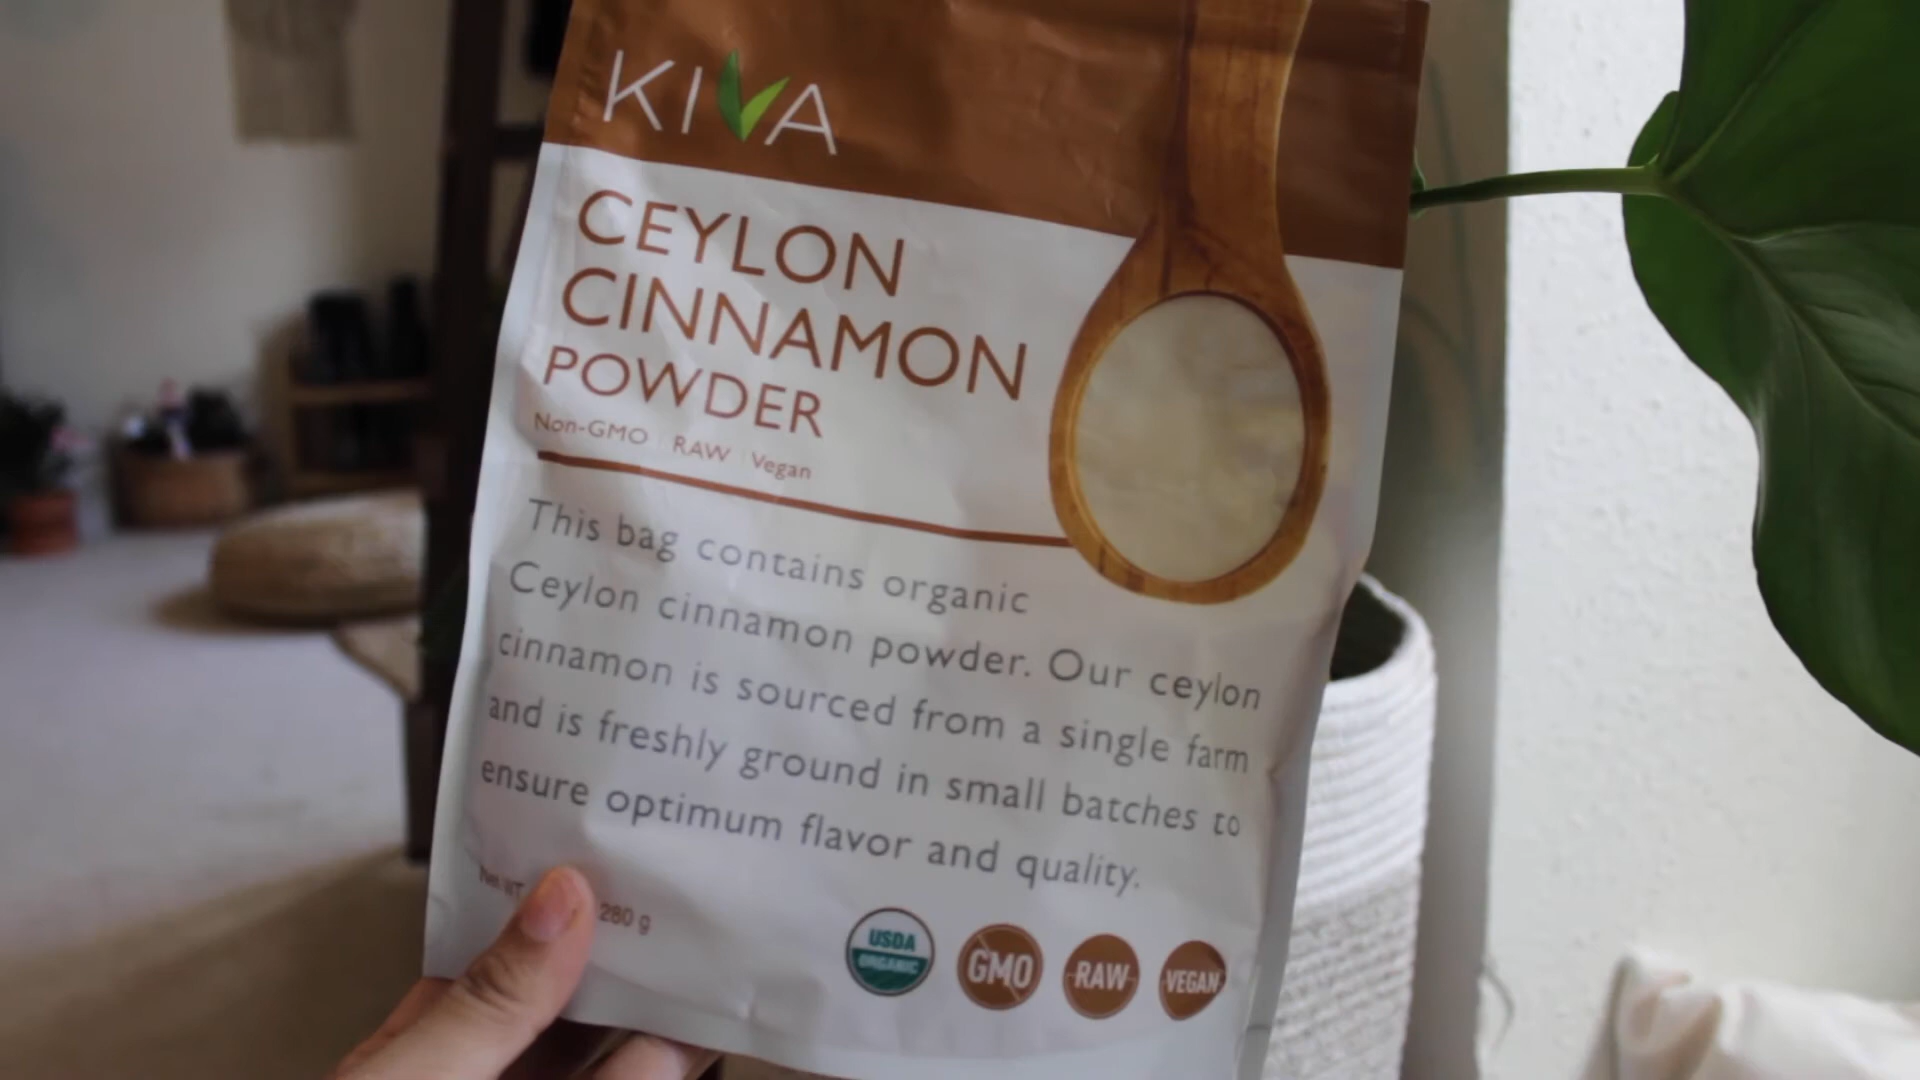 KIVA
CEYLON
CINNAMON
POWDER
Non-GMO | RAW | Vegan
This bag contains organic
Ceylon cinnamon powder. Our ceylon
cinnamon is sourced from a single farm
and is freshly ground in small batches to
ensure optimum flavor and quality.
Net WT 280 g
USDA
ORGANIC
GMO
RAW
VEGAN